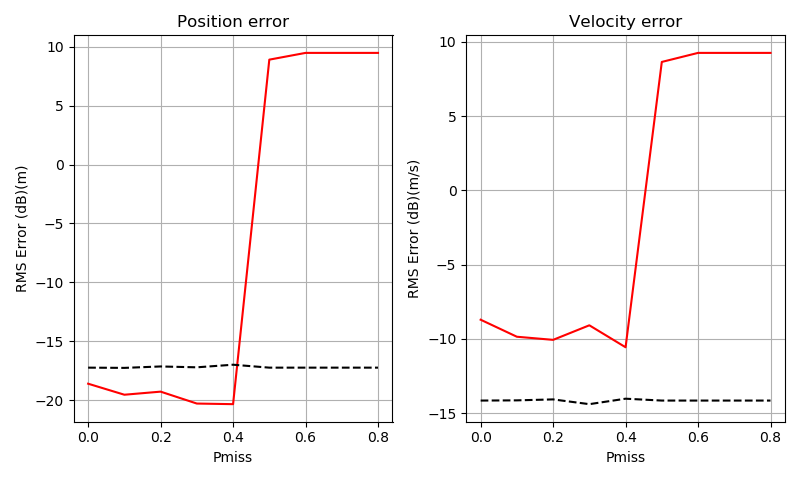 Position error
RMS Error (dB)(m)
10
5
0
−5
−10
−15
−20
0.0 0.2 0.4 0.6 0.8
Pmiss
Velocity error
RMS Error (dB)(m/s)
10
5
0
−5
−10
−15
0.0 0.2 0.4 0.6 0.8
Pmiss